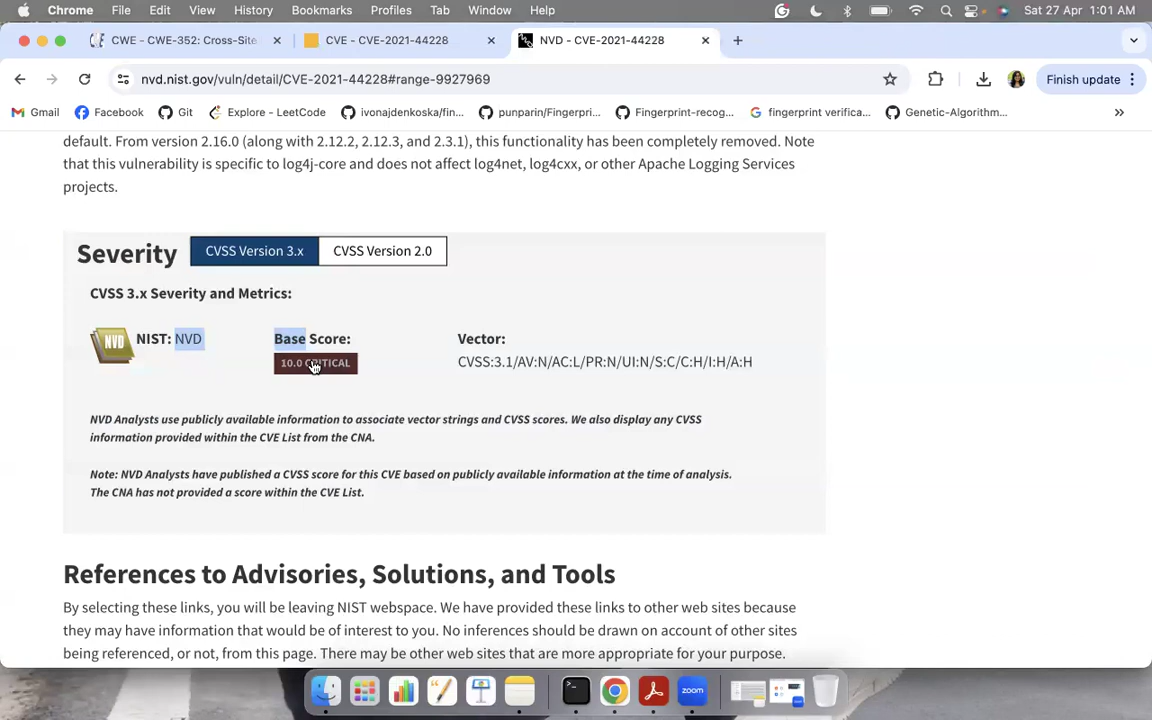 Chrome File Edit View History Bookmarks Profiles Tab Window Help Sat 27 Apr 1:01 AM
CWE - CWE-352: Cross-Site
CVE - CVE-2021-44228
NVD - CVE-2021-44228
nvd.nist.gov/vuln/detail/CVE-2021-44228#range-9927969
Finish update
Gmail Facebook Git Explore - LeetCode ivonajdenkoska/fin... punparin/Fingerpri... Fingerprint-recog... fingerprint verifica... Genetic-Algorithm...
default. From version 2.16.0 (along with 2.12.2, 2.12.3, and 2.3.1), this functionality has been completely removed. Note
that this vulnerability is specific to log4j-core and does not affect log4net, log4cxx, or other Apache Logging Services
projects.
Severity CVSS Version 3.x CVSS Version 2.0
CVSS 3.x Severity and Metrics:
NVD NIST: NVD Base Score: Vector:
10.0 CRITICAL CVSS:3.1/AV:N/AC:L/PR:N/UI:N/S:C/C:H/I:H/A:H
NVD Analysts use publicly available information to associate vector strings and CVSS scores. We also display any CVSS
information provided within the CVE List from the CNA.
Note: NVD Analysts have published a CVSS score for this CVE based on publicly available information at the time of analysis.
The CNA has not provided a score within the CVE List.
References to Advisories, Solutions, and Tools
By selecting these links, you will be leaving NIST webspace. We have provided these links to other web sites because
they may have information that would be of interest to you. No inferences should be drawn on account of other sites
being referenced, or not, from this page. There may be other web sites that are more appropriate for your purpose.
zoom